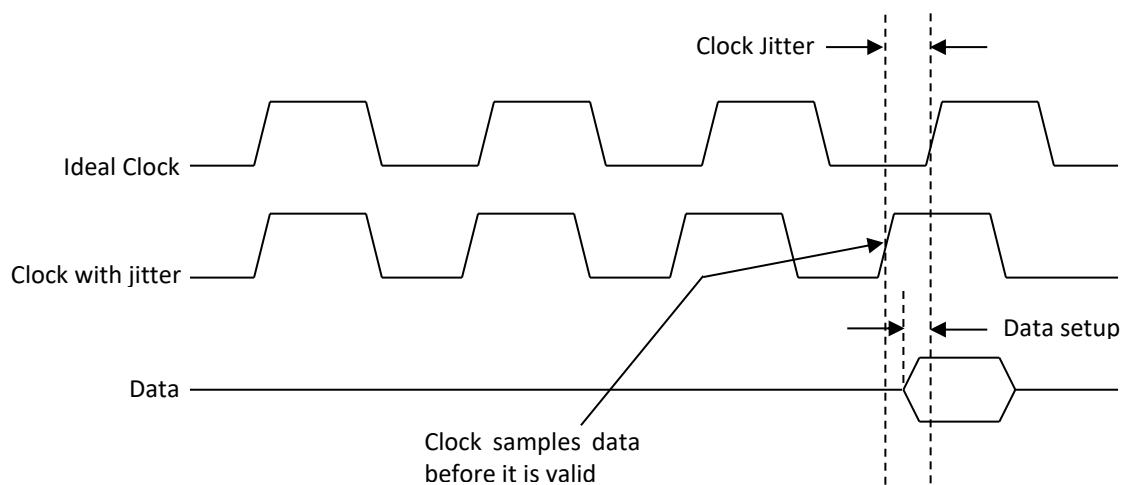 Clock Jitter
Ideal Clock
Clock with jitter
Data setup
Data
Clock samples data
before it is valid